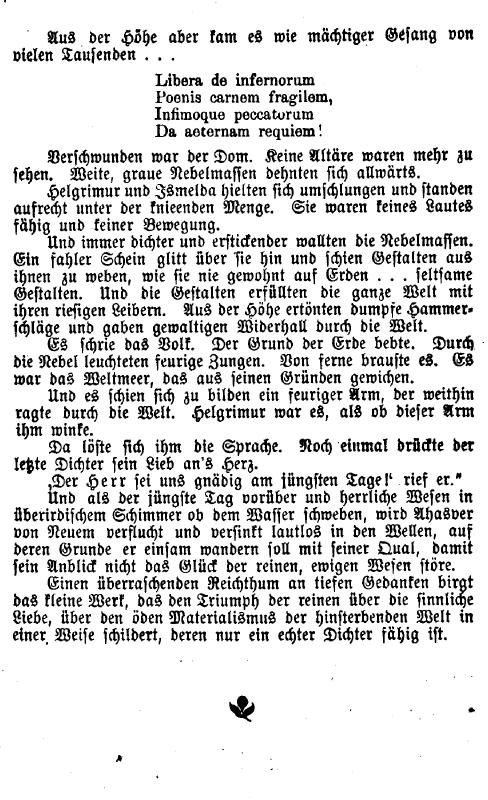 Aus der Höhe aber kam es wie mächtiger Gesang von
vielen Tausenden . . .
Libera de infernorum
Poenis carnem fragilem,
Infimoque peccatorum
Da aeternam requiem!
Verschwunden war der Dom. Keine Altäre waren mehr zu
sehen. Weite, graue Nebelmassen dehnten sich allwärts.
Helgrimur und Ismelda hielten sich umschlungen und standen
aufrecht unter der knieenden Menge. Sie waren keines Lautes
fähig und keiner Bewegung.
Und immer dichter und erstickender wallten die Nebelmassen.
Ein fahler Schein glitt über sie hin und schien Gestalten aus
ihnen zu weben, wie sie nie gewohnt auf Erden . . . seltsame
Gestalten. Und die Gestalten erfüllten die ganze Welt mit
ihren riesigen Leibern. Aus der Höhe ertönten dumpfe Hammer-
schläge und gaben gewaltigen Widerhall durch die Welt.
Es schrie das Volk. Der Grund der Erde bebte. Durch
die Nebel leuchteten feurige Zungen. Von ferne brauste es. Es
war das Weltmeer, das aus seinen Gründen gewichen.
Und es schien sich zu bilden ein feuriger Arm, der weithin
ragte durch die Welt. Helgrimur war es, als ob dieser Arm
ihm winke.
Da löste sich ihm die Sprache. Noch einmal drückte der
letzte Dichter sein Lieb an's Herz.
„Der Herr sei uns gnädig am jüngsten Tage!' rief er."
Und als der jüngste Tag vorüber und herrliche Wesen in
überirdischem Schimmer ob dem Wasser schweben, wird Ahasver
von Neuem verflucht und versinkt lautlos in den Wellen, auf
deren Grunde er einsam wandern soll mit seiner Qual, damit
sein Anblick nicht das Glück der reinen, ewigen Wesen störe.
Einen überraschenden Reichthum an tiefen Gedanken birgt
das kleine Werk, das den Triumph der reinen über die sinnliche
Liebe, über den öden Materialismus der hinsterbenden Welt in
einer Weise schildert, deren nur ein echter Dichter fähig ist.